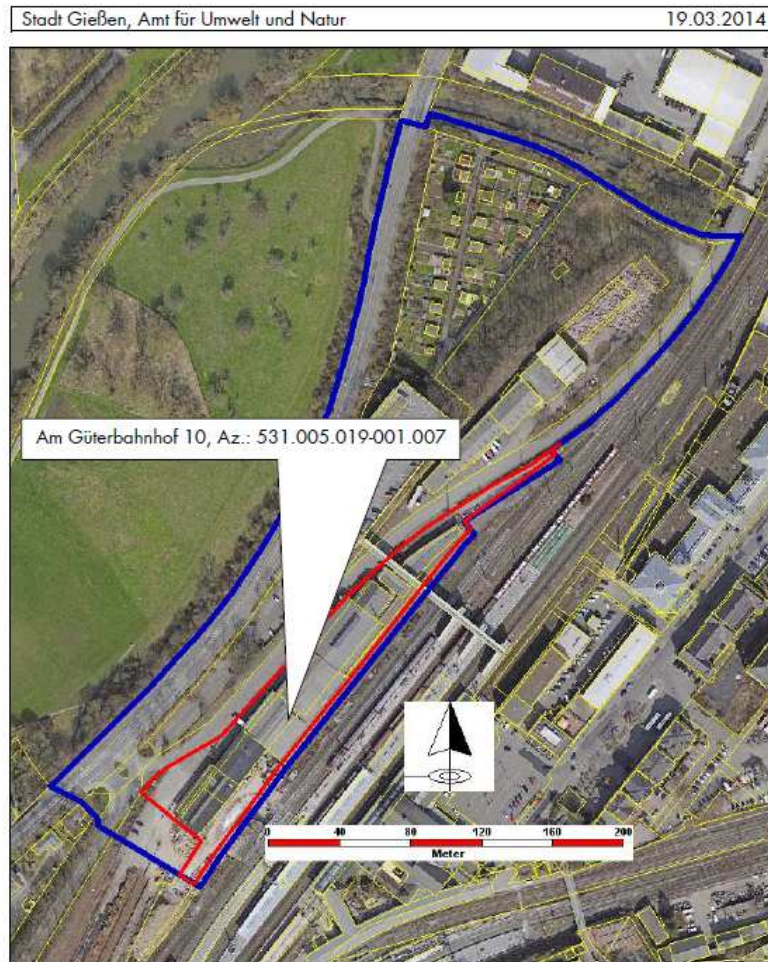 Stadt Gießen, Amt für Umwelt und Natur 19.03.2014
Am Güterbahnhof 10, Az.: 531.005.019-001.007
0 40 80 120 160 200
Meter